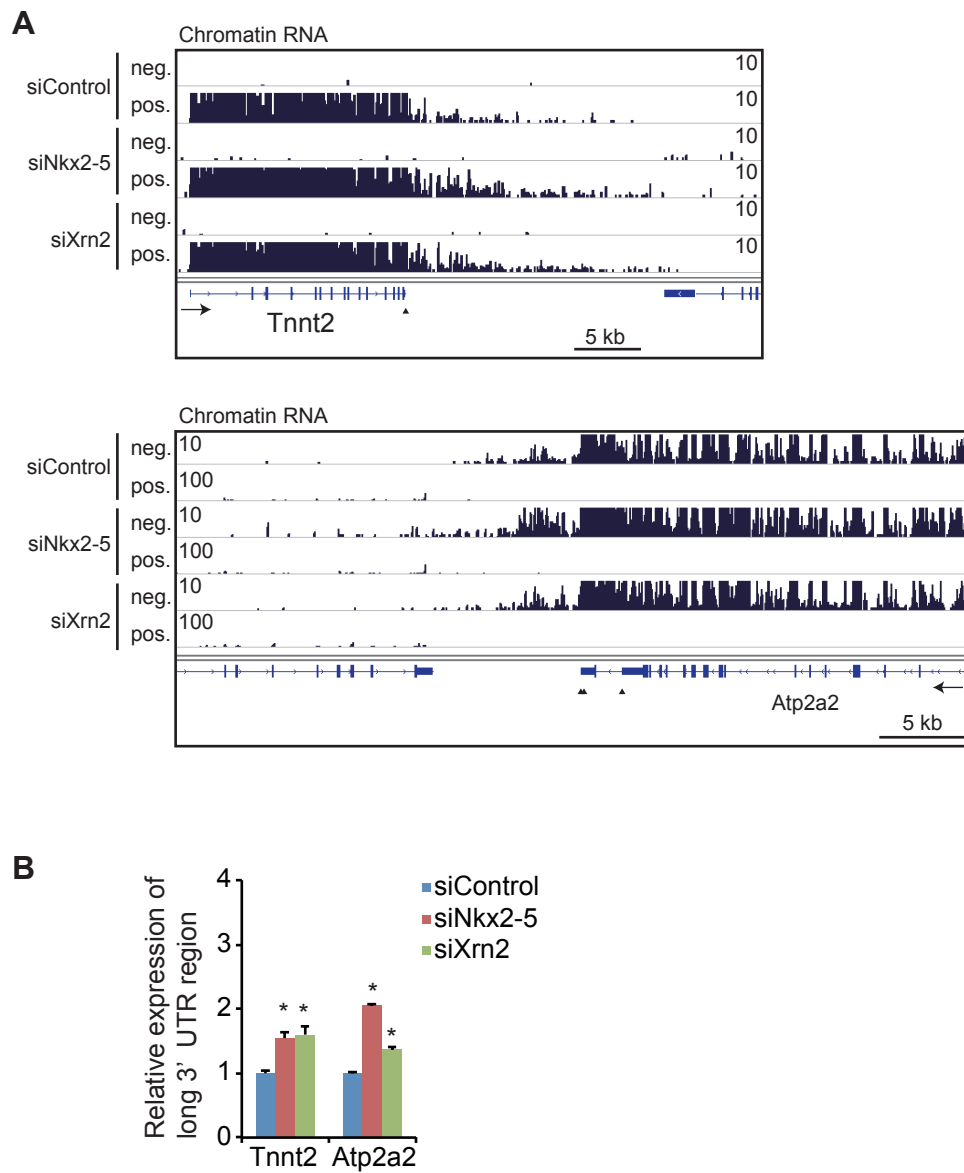 A
Chromatin RNA
siControl
neg.
10
pos.
10
siNkx2-5
neg.
10
pos.
10
siXrn2
neg.
10
pos.
10
Tnnt2
5 kb
Chromatin RNA
siControl
neg.
10
pos.
100
siNkx2-5
neg.
10
pos.
100
siXrn2
neg.
10
pos.
100
Atp2a2
5 kb
B
Relative expression of
long 3' UTR region
4
3
2
1
0
* *
*
*
siControl
siNkx2-5
siXrn2
Tnnt2 Atp2a2